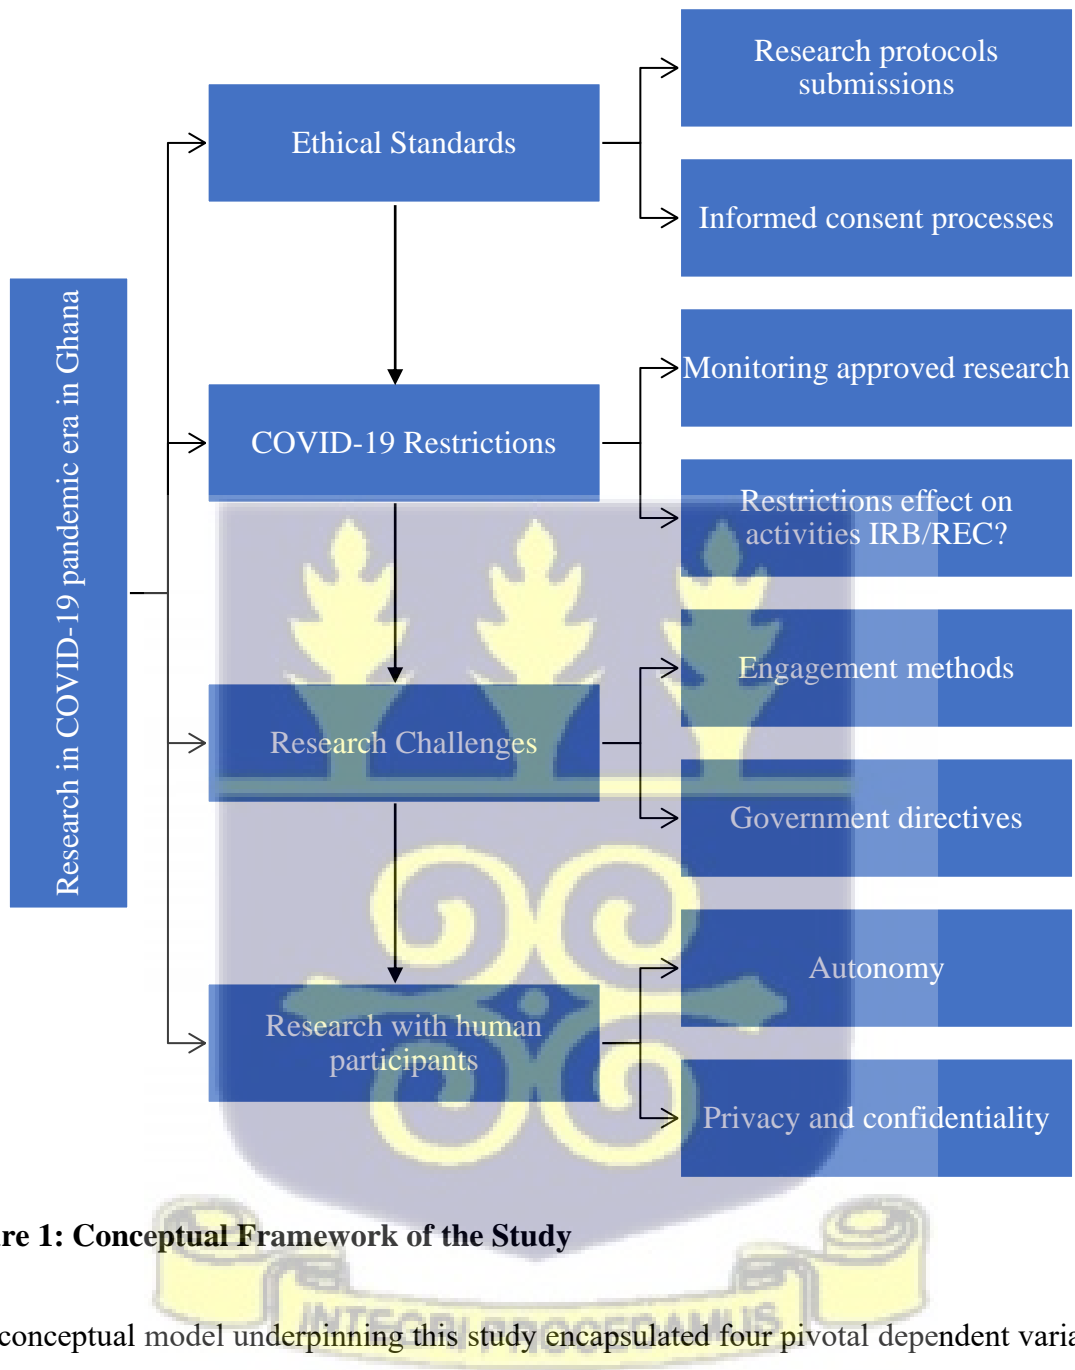 Research in COVID-19 pandemic era in Ghana
Ethical Standards
Research protocols
submissions
Informed consent processes
COVID-19 Restrictions
Monitoring approved research
Restrictions effect on
activities IRB/REC?
Research Challenges
Engagement methods
Government directives
Research with human
participants
Autonomy
Privacy and confidentiality
re 1: Conceptual Framework of the Study
INTEGRI PROCEDAMUS
conceptual model underpinning this study encapsulated four pivotal dependent varia